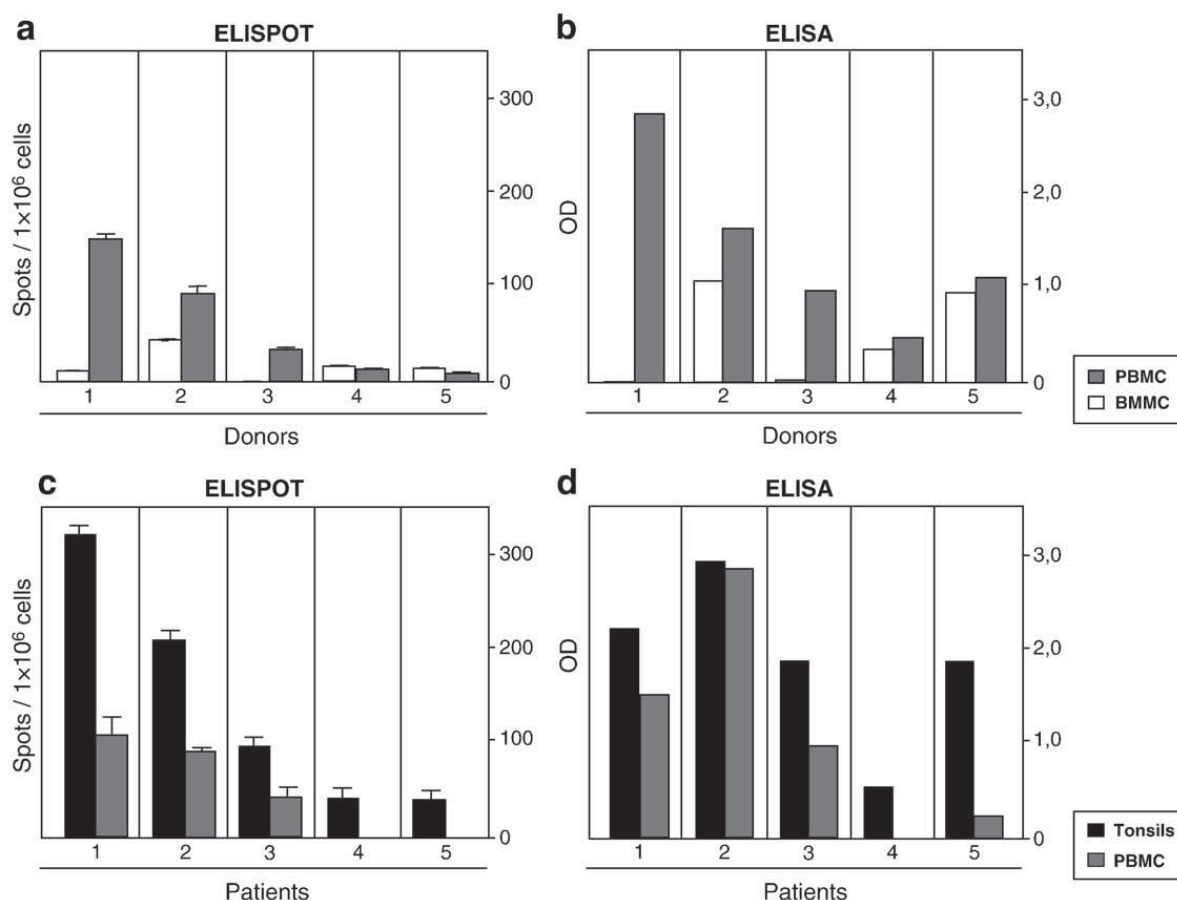 a
ELISPOT
Spots / 1×10⁶ cells
300
200
100
0
1 2 3 4 5
Donors
b
ELISA
OD
3,0
2,0
1,0
0
1 2 3 4 5
Donors
PBMC
BMMC
c
ELISPOT
Spots / 1×10⁶ cells
300
200
100
0
1 2 3 4 5
Patients
d
ELISA
OD
3,0
2,0
1,0
0
1 2 3 4 5
Patients
Tonsils
PBMC